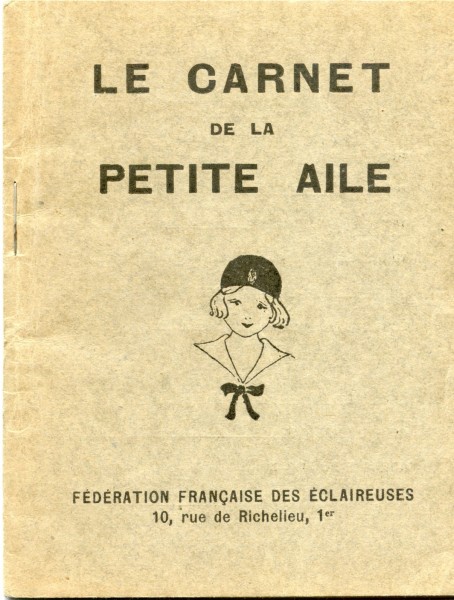 LE CARNET
DE LA
PETITE AILE
FÉDÉRATION FRANÇAISE DES ÉCLAIREUSES
10, rue de Richelieu, 1er